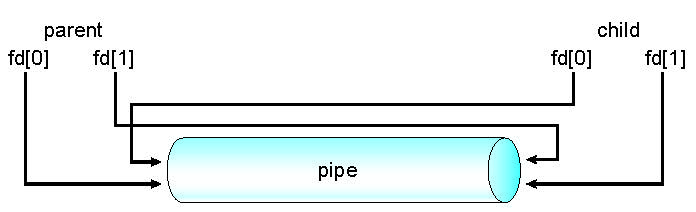 parent child
fd[0] fd[1] fd[0] fd[1]
pipe